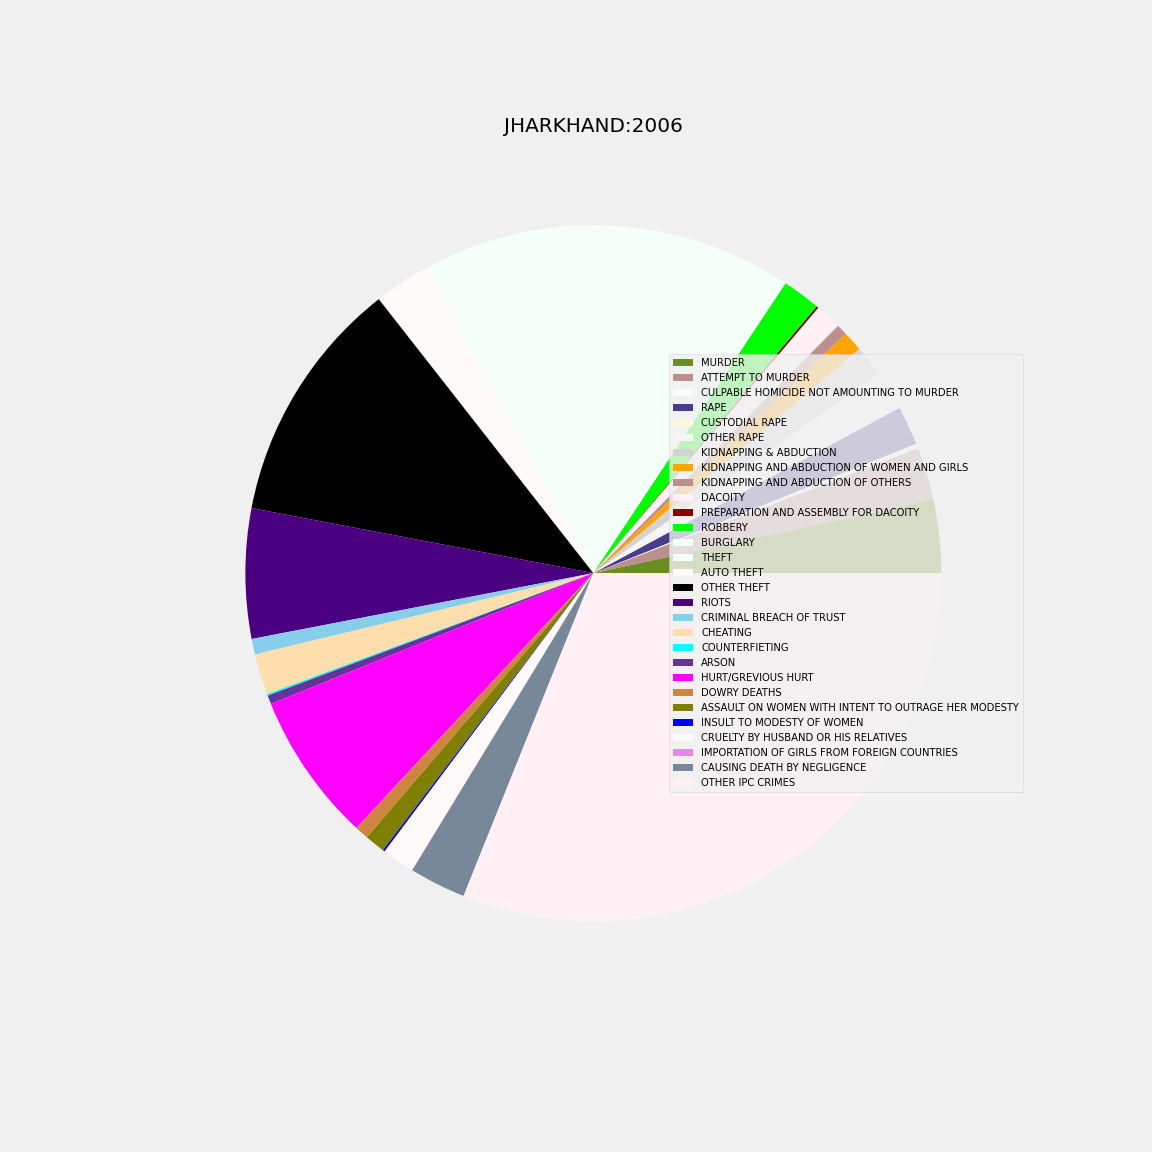 JHARKHAND:2006
MURDER
ATTEMPT TO MURDER
CULPABLE HOMICIDE NOT AMOUNTING TO MURDER
RAPE
CUSTODIAL RAPE
OTHER RAPE
KIDNAPPING & ABDUCTION
KIDNAPPING AND ABDUCTION OF WOMEN AND GIRLS
KIDNAPPING AND ABDUCTION OF OTHERS
DACOITY
PREPARATION AND ASSEMBLY FOR DACOITY
ROBBERY
BURGLARY
THEFT
AUTO THEFT
OTHER THEFT
RIOTS
CRIMINAL BREACH OF TRUST
CHEATING
COUNTERFIETING
ARSON
HURT/GREVIOUS HURT
DOWRY DEATHS
ASSAULT ON WOMEN WITH INTENT TO OUTRAGE HER MODESTY
INSULT TO MODESTY OF WOMEN
CRUELTY BY HUSBAND OR HIS RELATIVES
IMPORTATION OF GIRLS FROM FOREIGN COUNTRIES
CAUSING DEATH BY NEGLIGENCE
OTHER IPC CRIMES